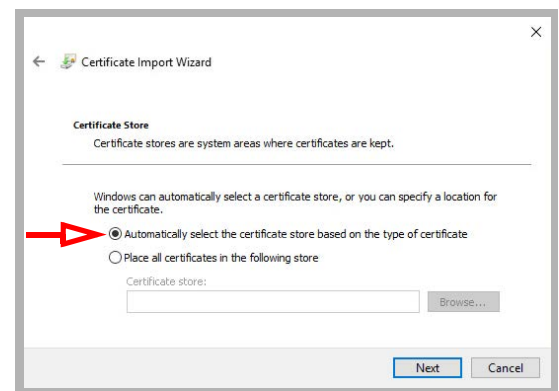 Certificate Import Wizard
Certificate Store
Certificate stores are system areas where certificates are kept.
Windows can automatically select a certificate store, or you can specify a location for
the certificate.
Automatically select the certificate store based on the type of certificate
Place all certificates in the following store
Certificate store:
Browse...
Next Cancel